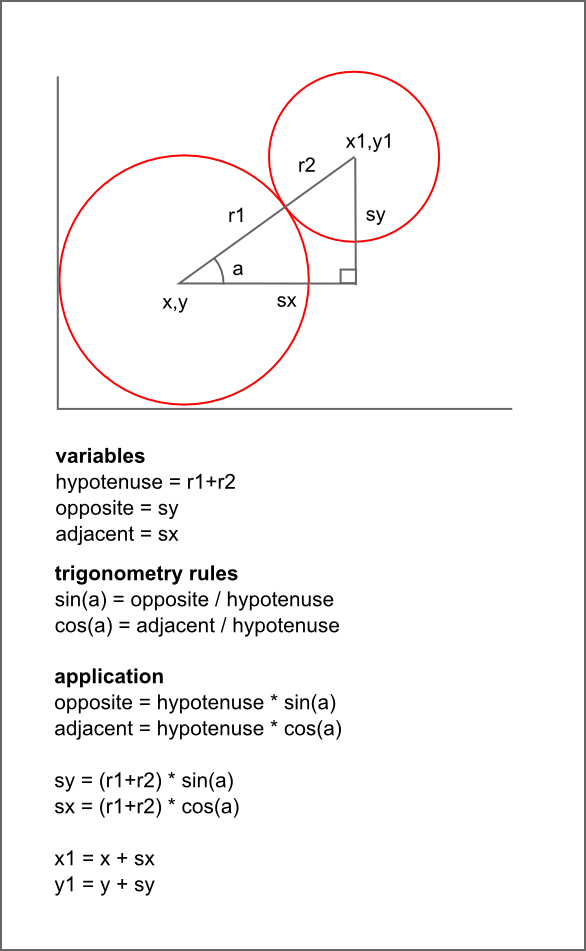 x1,y1
r2
r1
sy
a
x,y
sx
variables
hypotenuse = r1+r2
opposite = sy
adjacent = sx
trigonometry rules
sin(a) = opposite / hypotenuse
cos(a) = adjacent / hypotenuse
application
opposite = hypotenuse * sin(a)
adjacent = hypotenuse * cos(a)
sy = (r1+r2) * sin(a)
sx = (r1+r2) * cos(a)
x1 = x + sx
y1 = y + sy